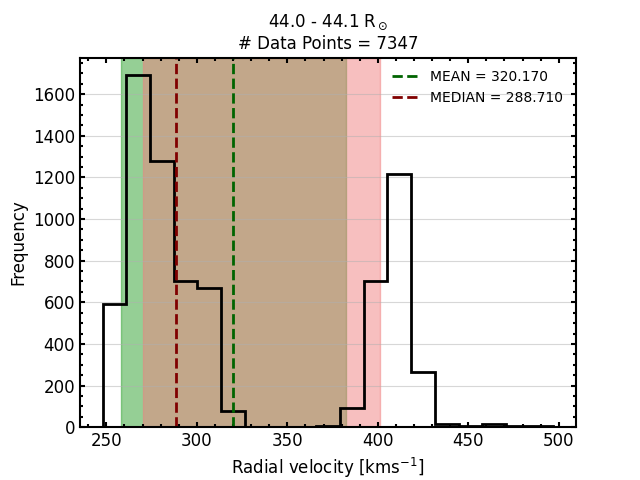 44.0 - 44.1 R⊙
# Data Points = 7347
MEAN = 320.170
MEDIAN = 288.710
1600
1400
1200
1000
800
600
400
200
0
Frequency
250 300 350 400 450 500
Radial velocity [kms⁻¹]